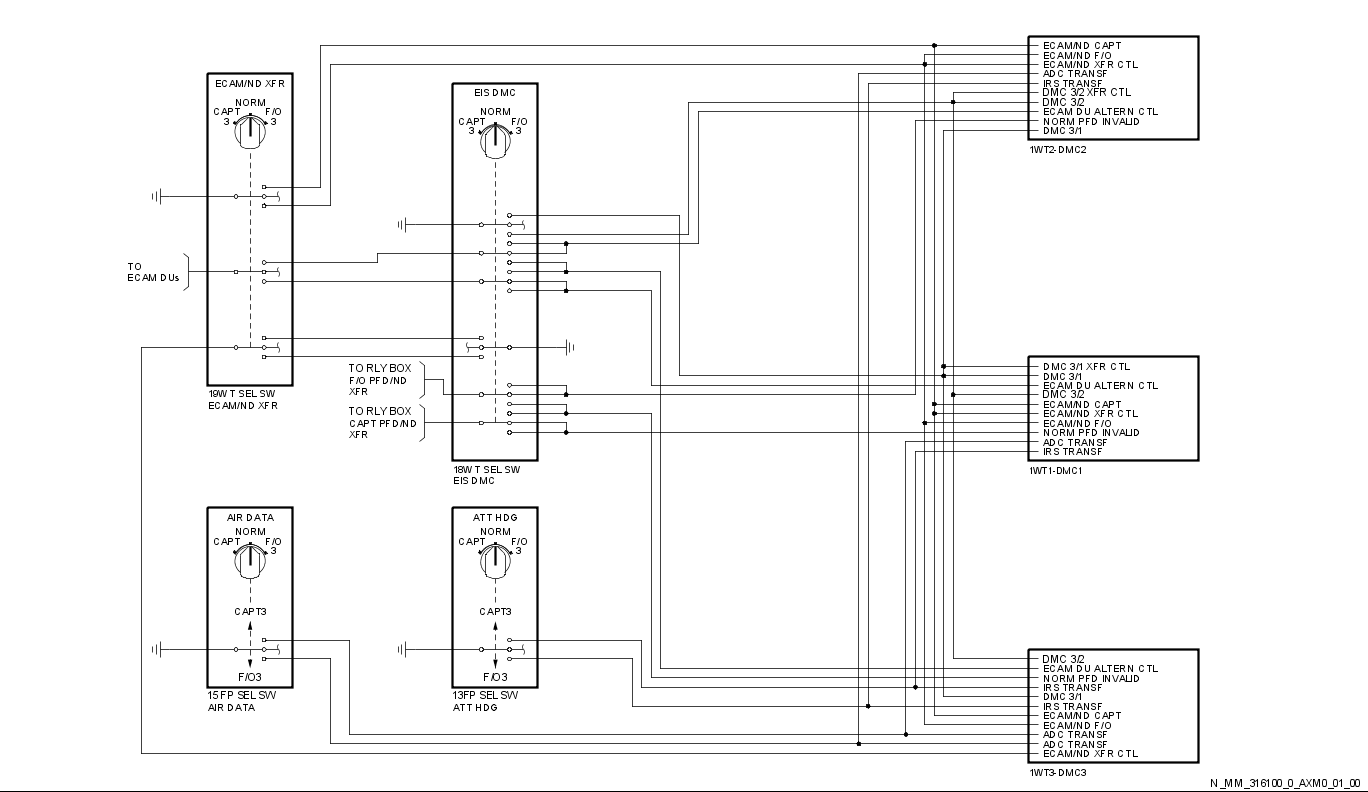 ECAM/ND XFR
NORM
CAPT F/O
3 3
19WT SEL SW
ECAM/ND XFR
TO
ECAM DUs
EIS DMC
NORM
CAPT F/O
3 3
TO RLY BOX
F/O PFD/ND
XFR
TO RLY BOX
CAPT PFD/ND
XFR
18WT SEL SW
EIS DMC
AIR DATA
NORM
CAPT F/O
3
CAPT3
F/O3
15FP SEL SW
AIR DATA
ATT HDG
NORM
CAPT F/O
3
CAPT3
F/O3
13FP SEL SW
ATT HDG
ECAM/ND CAPT
ECAM/ND F/O
ECAM/ND XFR CTL
ADC TRANSF
IRS TRANSF
DMC 3/2 XFR CTL
DMC 3/2
ECAM DU ALTERN CTL
NORM PFD INVALID
DMC 3/1
1WT2-DMC2
DMC 3/1 XFR CTL
DMC 3/1
ECAM DU ALTERN CTL
DMC 3/2
ECAM/ND CAPT
ECAM/ND XFR CTL
ECAM/ND F/O
NORM PFD INVALID
ADC TRANSF
IRS TRANSF
1WT1-DMC1
DMC 3/2
ECAM DU ALTERN CTL
NORM PFD INVALID
IRS TRANSF
DMC 3/1
IRS TRANSF
ECAM/ND CAPT
ECAM/ND F/O
ADC TRANSF
ADC TRANSF
ECAM/ND XFR CTL
1WT3-DMC3
N_MM_316100_0_AXM0_01_00